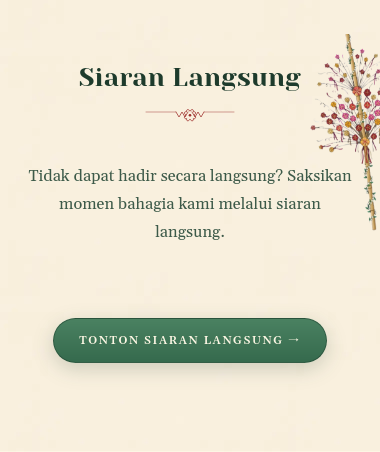 Siaran Langsung
Tidak dapat hadir secara langsung? Saksikan
momen bahagia kami melalui siaran
langsung.
TONTON SIARAN LANGSUNG →